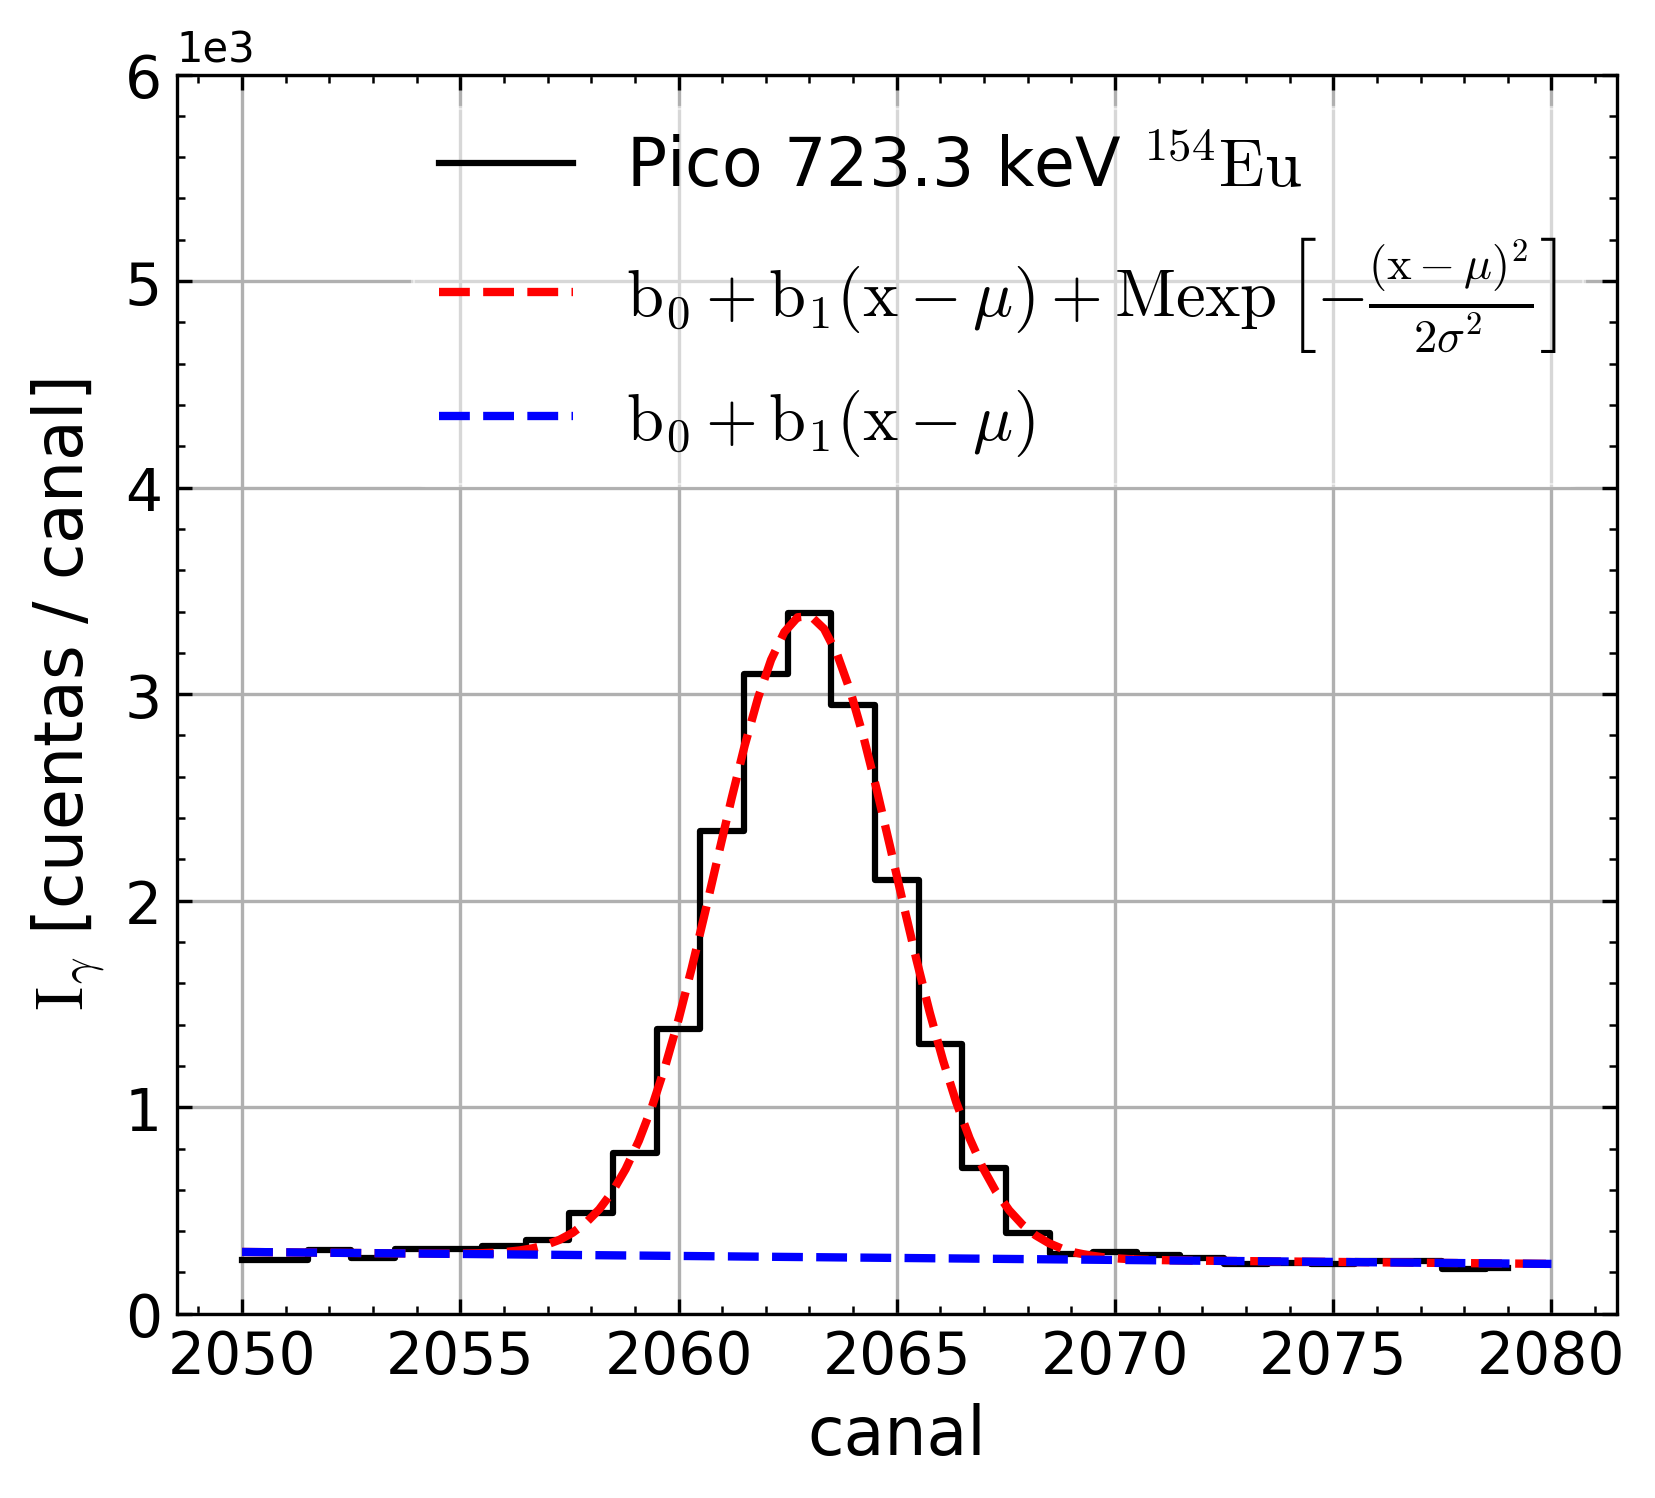 1e3
6
5
4
3
2
1
0
I_γ [cuentas / canal]
Pico 723.3 keV ¹⁵⁴Eu
b₀ + b₁(x − μ) + Mexp [−(x − μ)²/2σ²]
b₀ + b₁(x − μ)
2050 2055 2060 2065 2070 2075 2080
canal